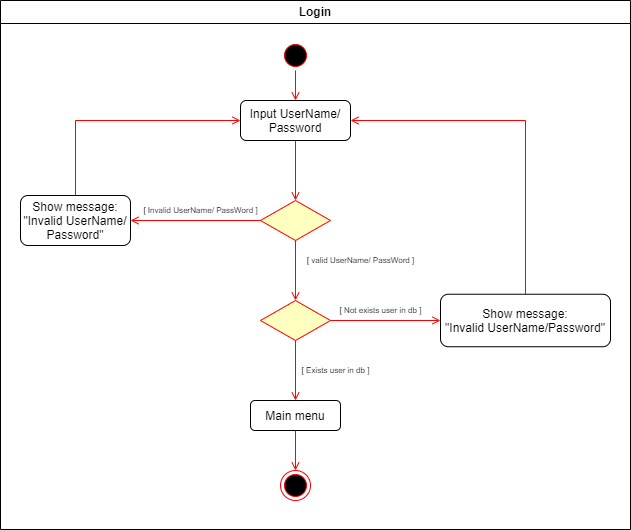 Login
Input UserName/
Password
Show message:
"Invalid UserName/
Password"
[ Invalid UserName/ PassWord ]
[ valid UserName/ PassWord ]
[ Not exists user in db ]
Show message:
"Invalid UserName/Password"
[ Exists user in db ]
Main menu